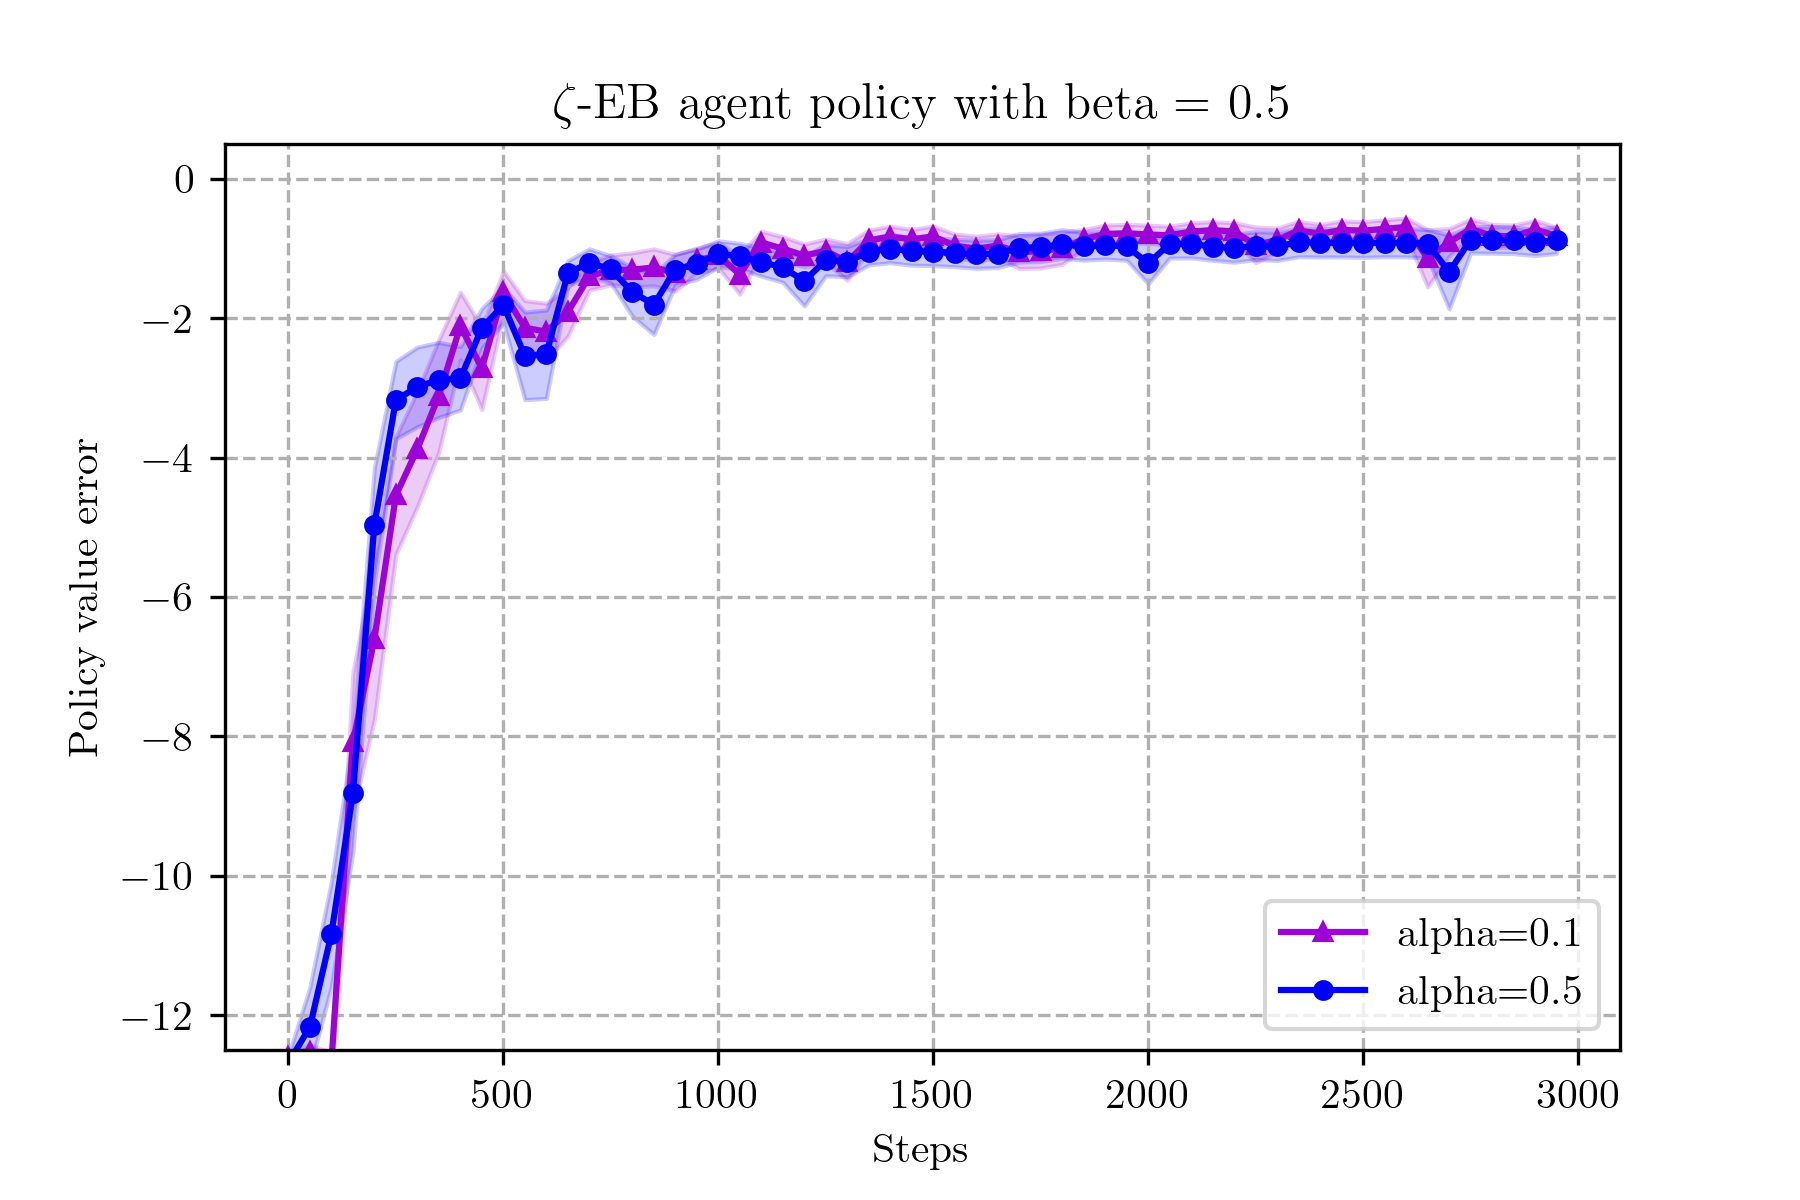 ζ-EB agent policy with beta = 0.5
Policy value error
0
−2
−4
−6
−8
−10
−12
alpha=0.1
alpha=0.5
0 500 1000 1500 2000 2500 3000
Steps